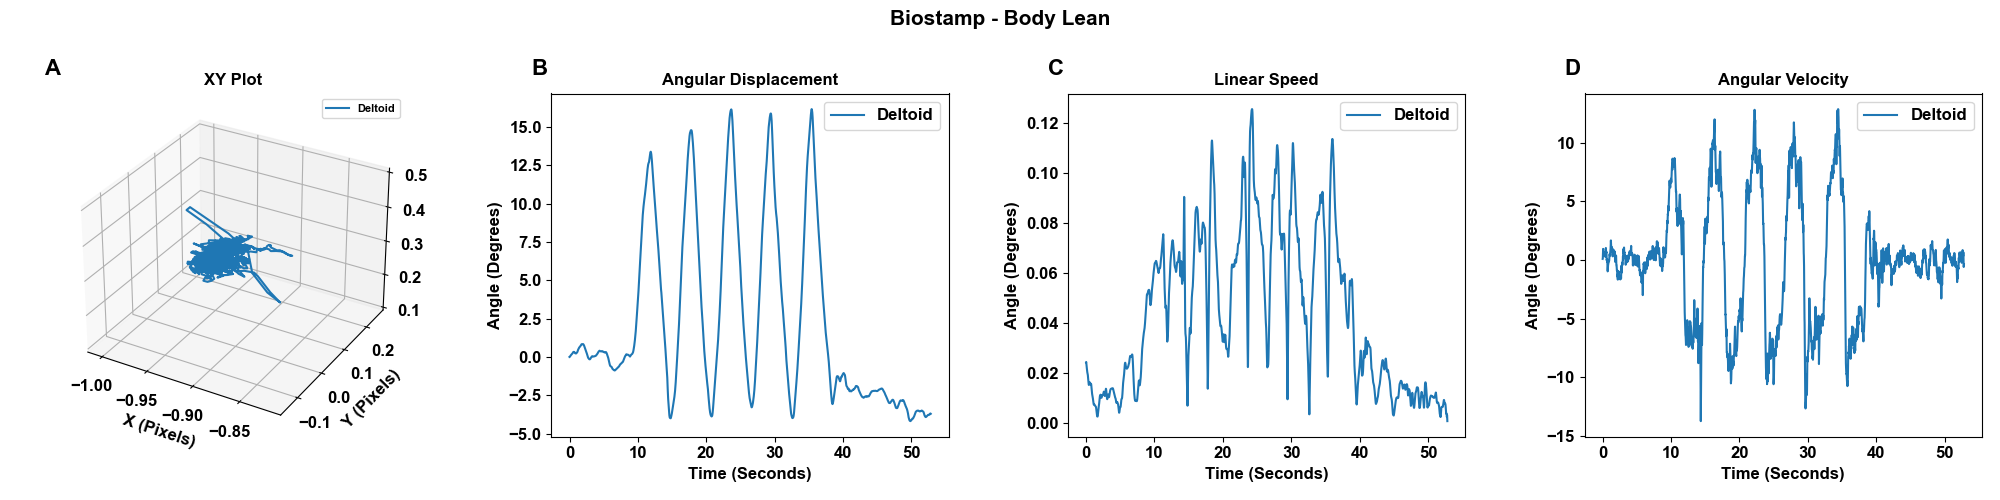 Biostamp - Body Lean
A
XY Plot
Deltoid
0.5
0.4
0.3
0.2
0.1
0.2
0.1
0.0
−0.1
Y (Pixels)
−1.00
−0.95
−0.90
−0.85
X (Pixels)
B
Angular Displacement
Deltoid
15.0
12.5
10.0
7.5
5.0
2.5
0.0
−2.5
−5.0
Angle (Degrees)
0 10 20 30 40 50
Time (Seconds)
C
Linear Speed
Deltoid
0.12
0.10
0.08
0.06
0.04
0.02
0.00
Angle (Degrees)
0 10 20 30 40 50
Time (Seconds)
D
Angular Velocity
Deltoid
10
5
0
−5
−10
−15
Angle (Degrees)
0 10 20 30 40 50
Time (Seconds)